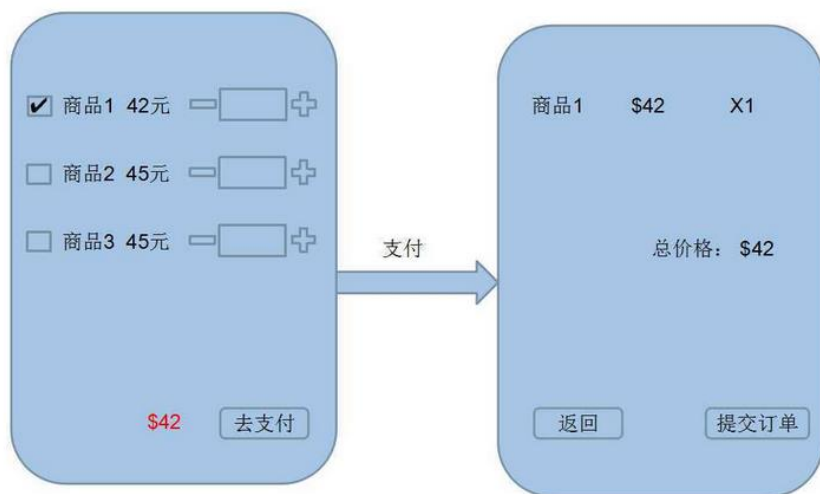 商品1 42元
商品2 45元
商品3 45元
$42 去支付
支付
商品1 $42 X1
总价格: $42
返回 提交订单